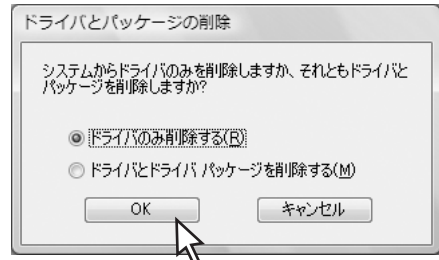 ドライバとパッケージの削除
システムからドライバのみを削除しますか、それともドライバと
パッケージを削除しますか?
ドライバのみ削除する(R)
ドライバとドライバ パッケージを削除する(M)
OK
キャンセル